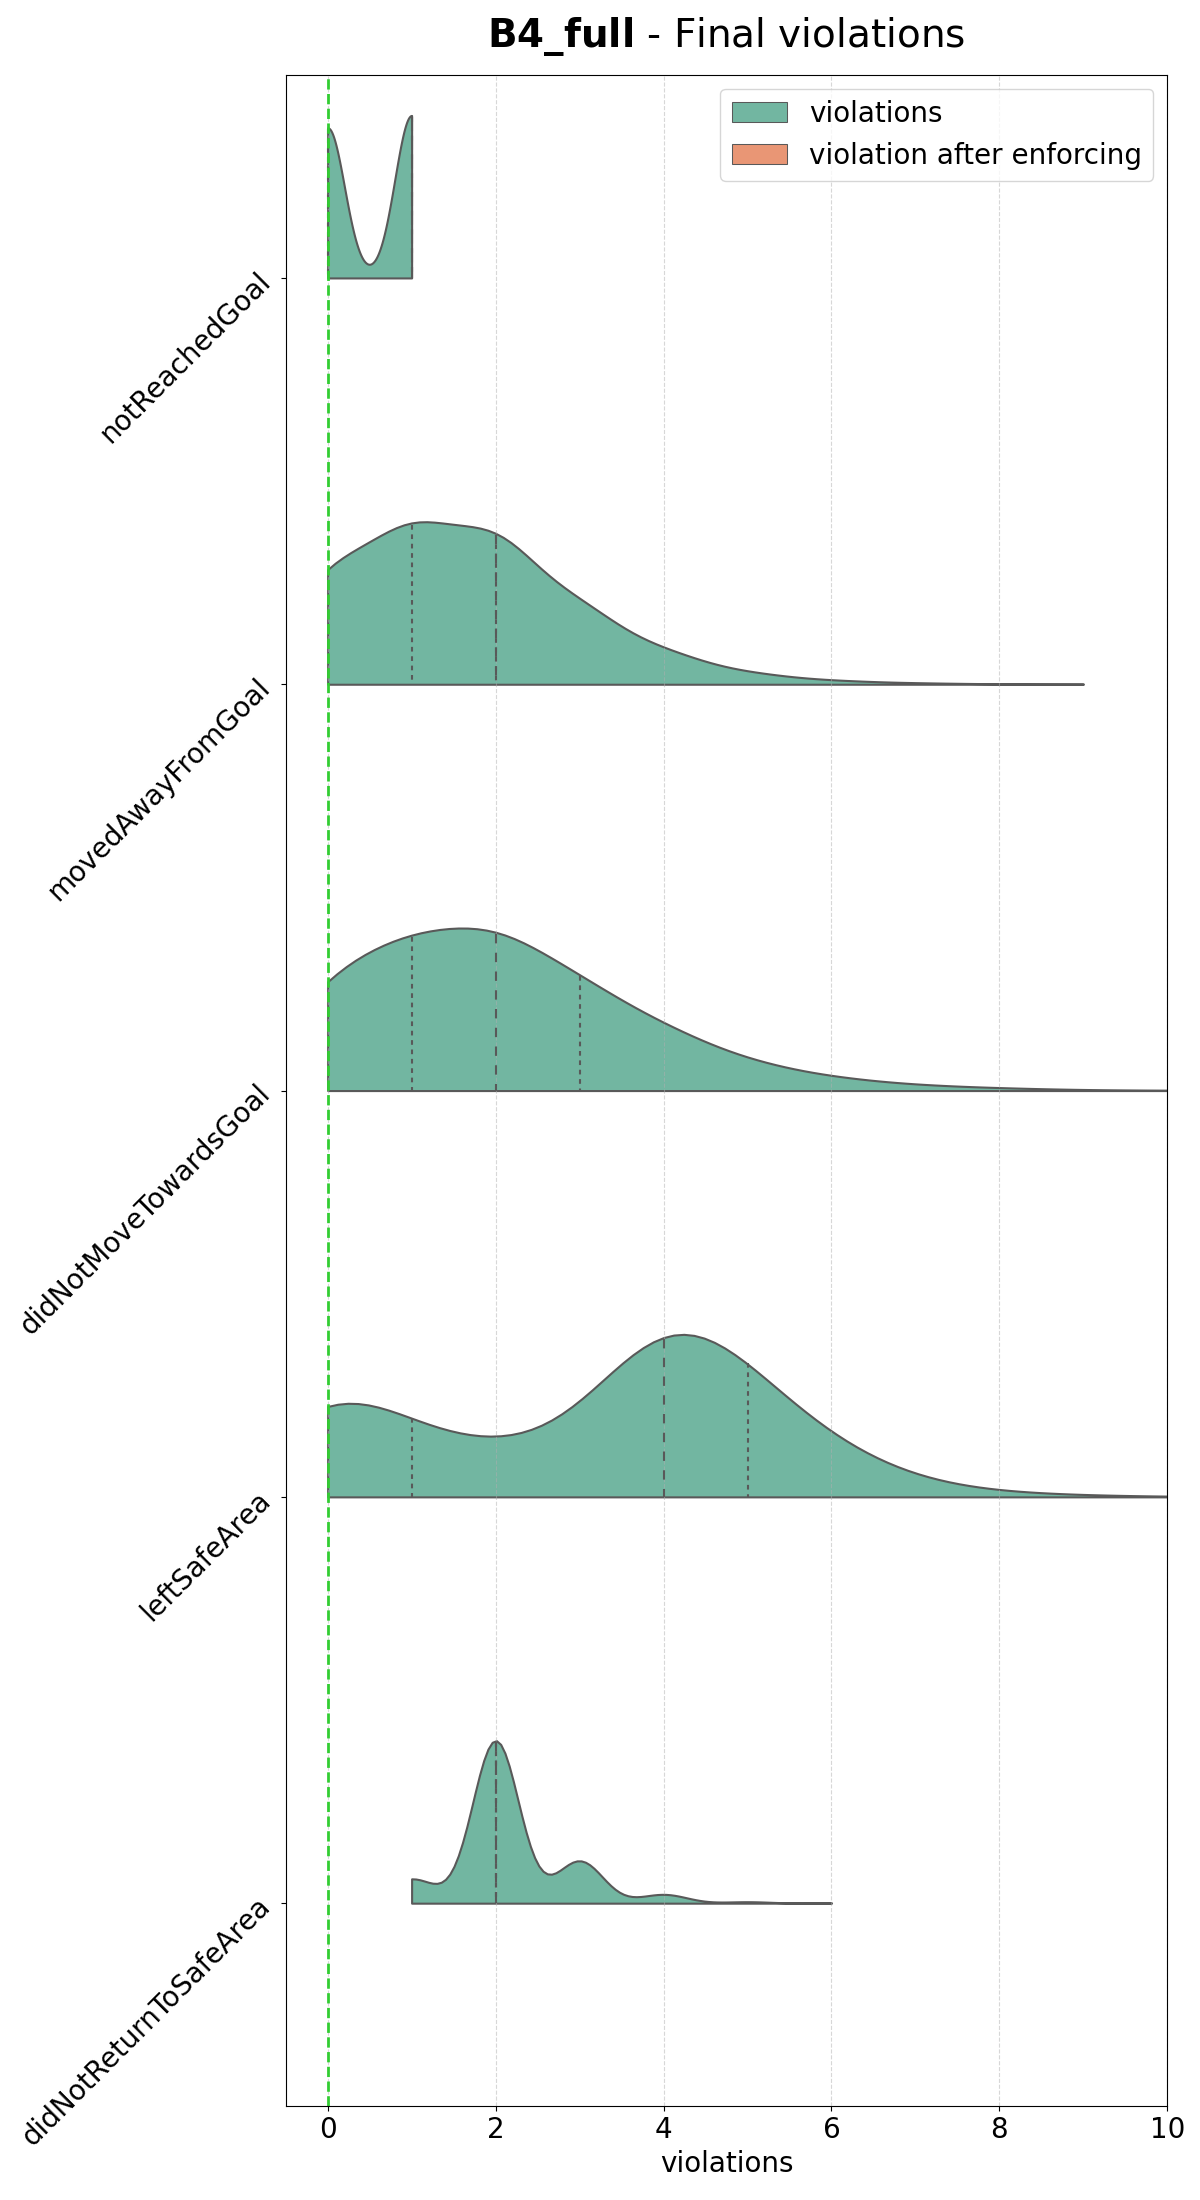 B4_full - Final violations
violations
violation after enforcing
notReachedGoal
movedAwayFromGoal
didNotMoveTowardsGoal
leftSafeArea
didNotReturnToSafeArea
0 2 4 6 8 10
violations